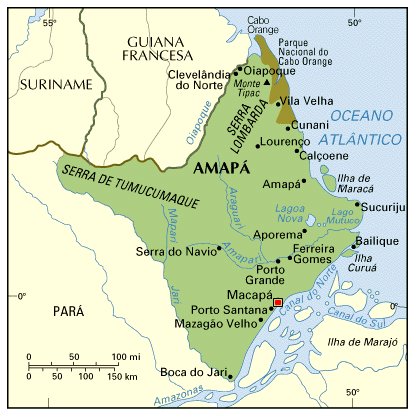 55°
50°
Cabo
Orange
GUIANA
FRANCESA
Parque
Nacional do
Cabo Orange
Clevelândia
do Norte
Oiapoque
Monte
Tipac
SURINAME
Oiapoque
SERRA
LOMBARDA
Vila Velha
OCEANO
ATLÂNTICO
Cunani
Lourenço
Calçoene
AMAPÁ
SERRA DE TUMUCUMAQUE
Amapá
Ilha de
Maracá
Araguari
Mapari
Lagoa
Nova
Lago
Mutuco
Sucuriju
Aporema
Bailique
Serra do Navio
Amapari
Ferreira
Gomes
Ilha
Curuá
Porto
Grande
Jari
0°
Macapá
Canal do Norte
0°
PARÁ
Porto Santana
Canal do Sul
Mazagão Velho
Ilha de Marajó
0 50 100 mi
0 50 100 150 km
Boca do Jari
Amazonas
55°
50°